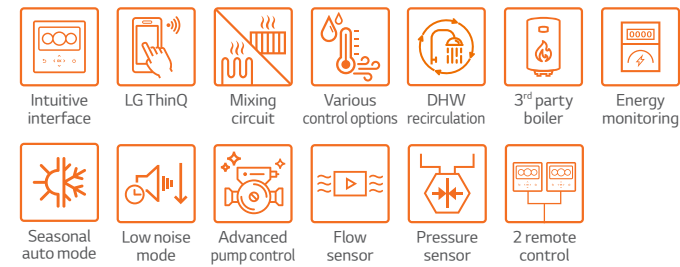 Intuitive
interface
LG ThinQ
Mixing
circuit
Various
control options
DHW
recirculation
3rd party
boiler
0000
Energy
monitoring
Seasonal
auto mode
Low noise
mode
Advanced
pump control
Flow
sensor
Pressure
sensor
2 remote
control